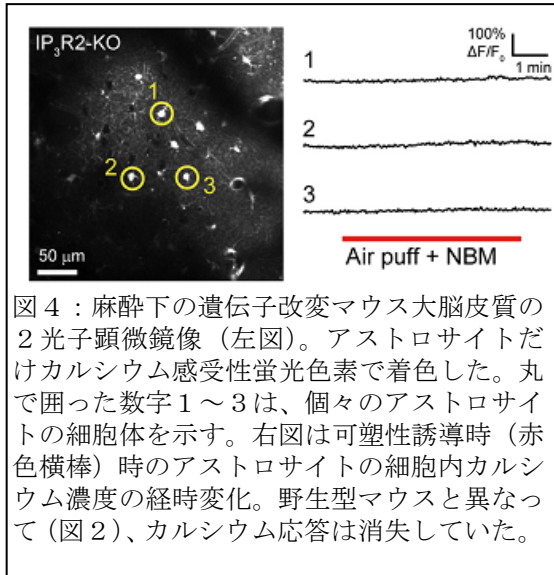 IP₃R2-KO
1
2
3
50 μm
100%
ΔF/F₀
1 min
1
2
3
Air puff + NBM
図４：麻酔下の遺伝子改変マウス大脳皮質の
２光子顕微鏡像（左図）。アストロサイトだ
けカルシウム感受性蛍光色素で着色した。丸
で囲った数字１～３は、個々のアストロサイ
トの細胞体を示す。右図は可塑性誘導時（赤
色横棒）時のアストロサイトの細胞内カルシ
ウム濃度の経時変化。野生型マウスと異なっ
て（図２）、カルシウム応答は消失していた。